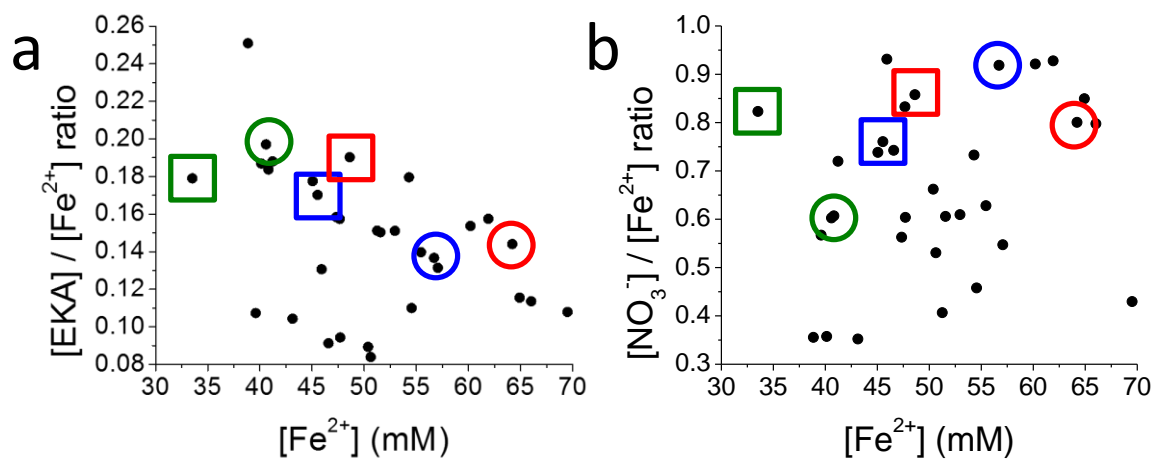 a
[EKA] / [Fe²⁺] ratio
0.26
0.24
0.22
0.20
0.18
0.16
0.14
0.12
0.10
0.08
30 35 40 45 50 55 60 65 70
[Fe²⁺] (mM)
b
[NO₃⁻] / [Fe²⁺] ratio
1.0
0.9
0.8
0.7
0.6
0.5
0.4
0.3
30 35 40 45 50 55 60 65 70
[Fe²⁺] (mM)